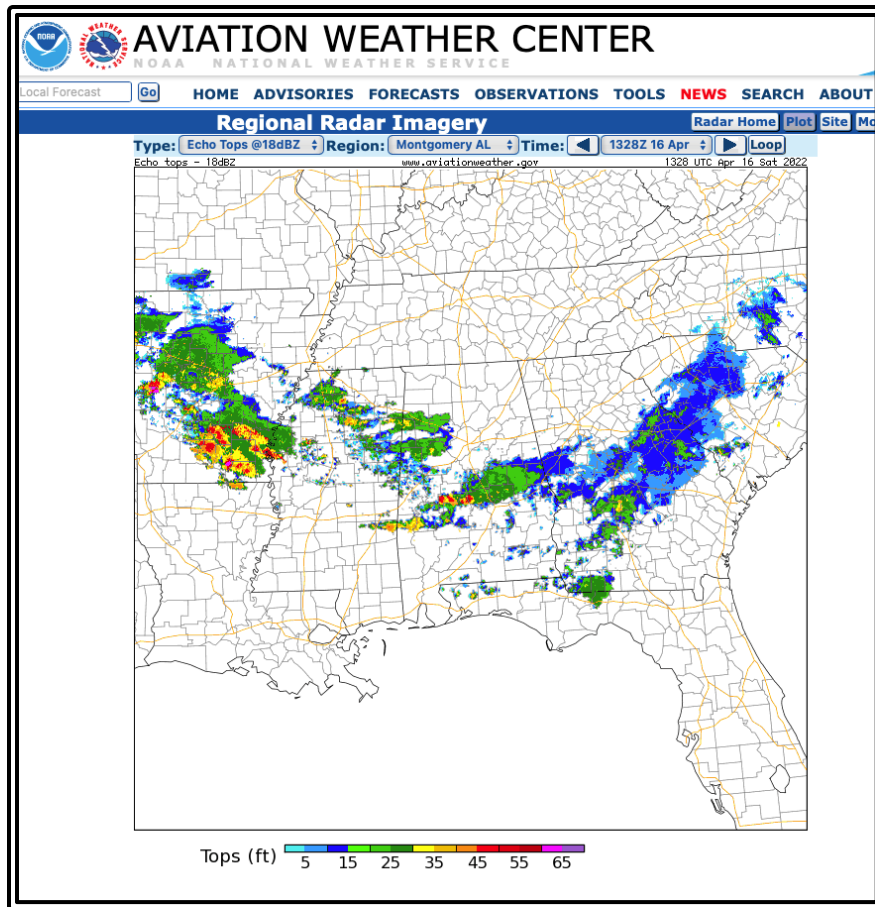 AVIATION WEATHER CENTER
NOAA NATIONAL WEATHER SERVICE
Local Forecast Go HOME ADVISORIES FORECASTS OBSERVATIONS TOOLS NEWS SEARCH ABOUT
Regional Radar Imagery Radar Home Plot Site Mo
Type: Echo Tops @18dBZ Region: Montgomery AL Time: 1328Z 16 Apr Loop
Echo tops - 18dBZ www.aviationweather.gov 1328 UTC Apr 16 Sat 2022
Tops (ft) 5 15 25 35 45 55 65